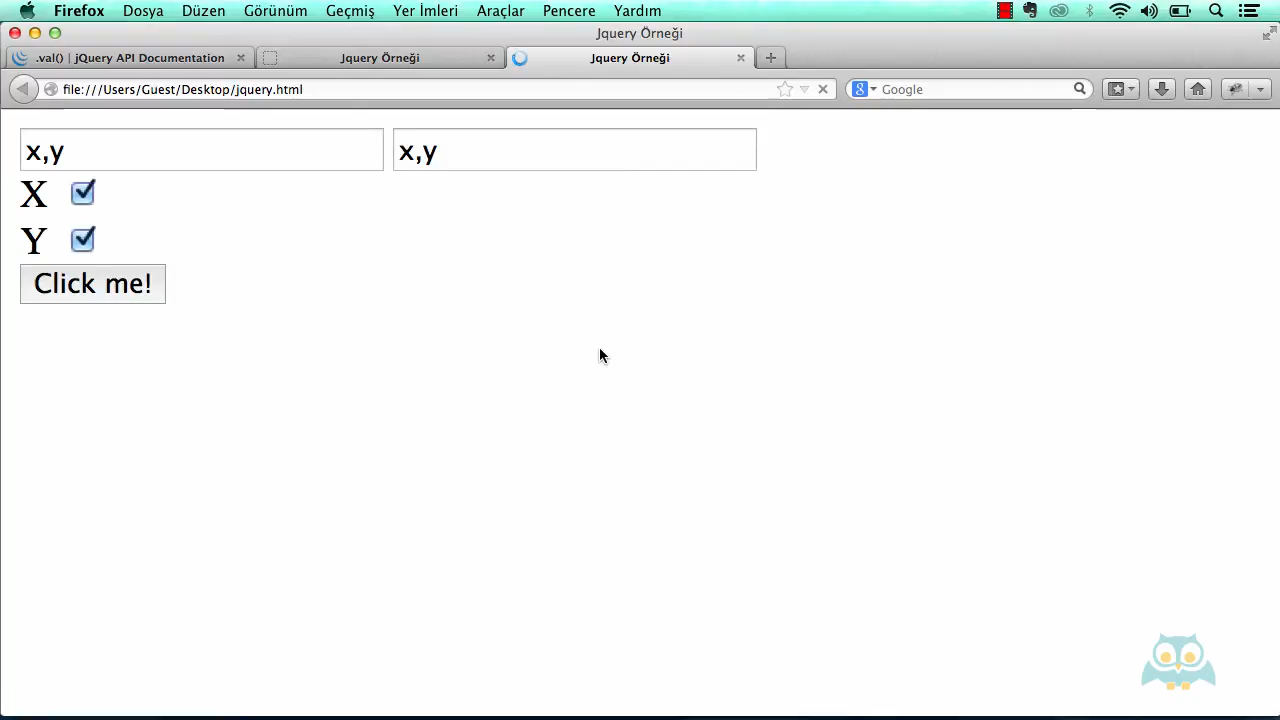 Firefox Dosya Düzen Görünüm Geçmiş Yer İmleri Araçlar Pencere Yardım
Jquery Örneği
.val() | jQuery API Documentation Jquery Örneği Jquery Örneği
file:///Users/Gust/Desktop/jquery.html Google
x,y x,y
X
Y
Click me!